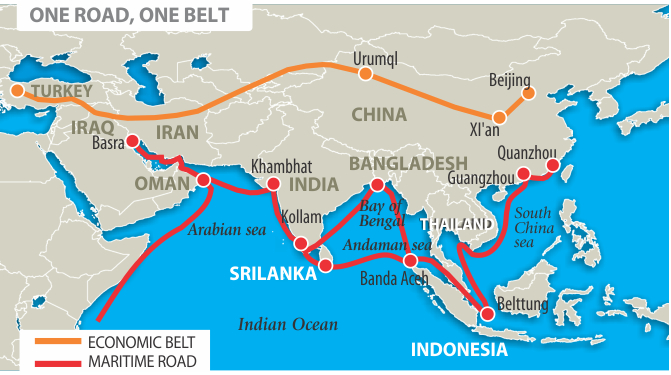 ONE ROAD, ONE BELT
Urumql
Beijing
TURKEY
CHINA
IRAQ
IRAN
Basra
XI'an
Quanzhou
Khambhat
BANGLADESH
Guangzhou
OMAN
INDIA
Bay of
Bengal
Kollam
THAILAND
South
China
sea
Arabian sea
Andaman sea
SRILANKA
Banda Aceh
Belttung
Indian Ocean
INDONESIA
ECONOMIC BELT
MARITIME ROAD